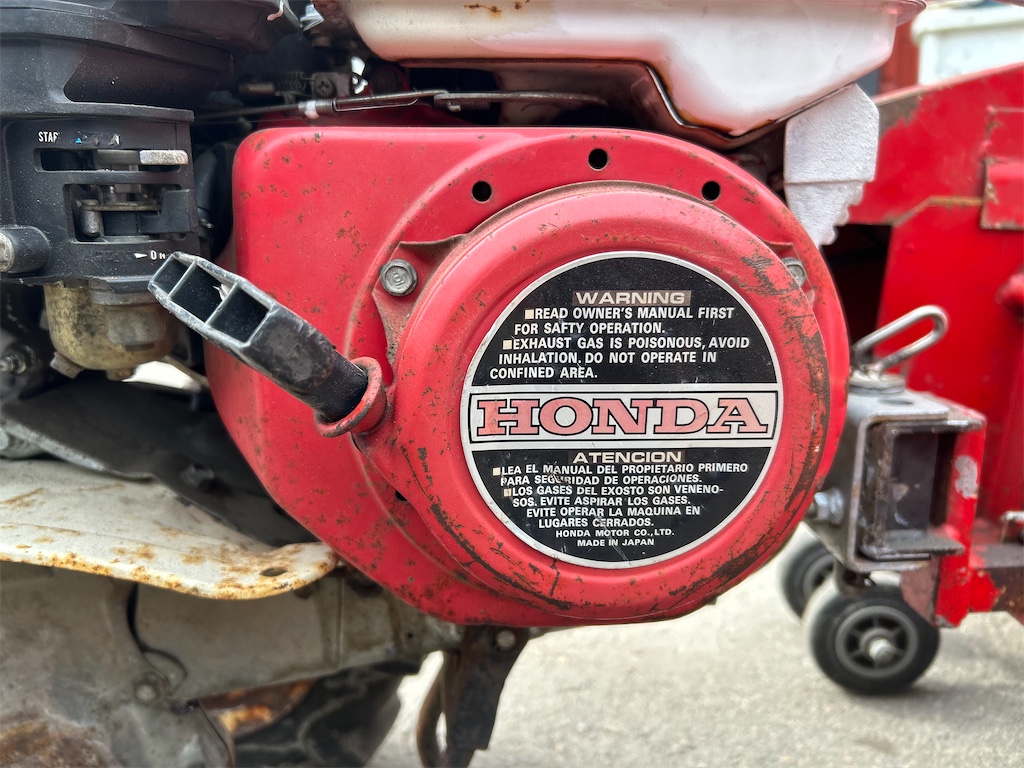 ON
WARNING
■READ OWNER'S MANUAL FIRST
FOR SAFTY OPERATION.
■EXHAUST GAS IS POISONOUS, AVOID
INHALATION. DO NOT OPERATE IN
CONFINED AREA.
HONDA
ATENCION
■LEA EL MANUAL DEL PROPIETARIO PRIMERO
PARA SEGURIDAD DE OPERACIONES.
■LOS GASES DEL EXOSTO SON VENENO-
SOS. EVITE ASPIRAR LOS GASES.
EVITE OPERAR LA MAQUINA EN
LUGARES CERRADOS.
HONDA MOTOR CO., LTD.
MADE IN JAPAN